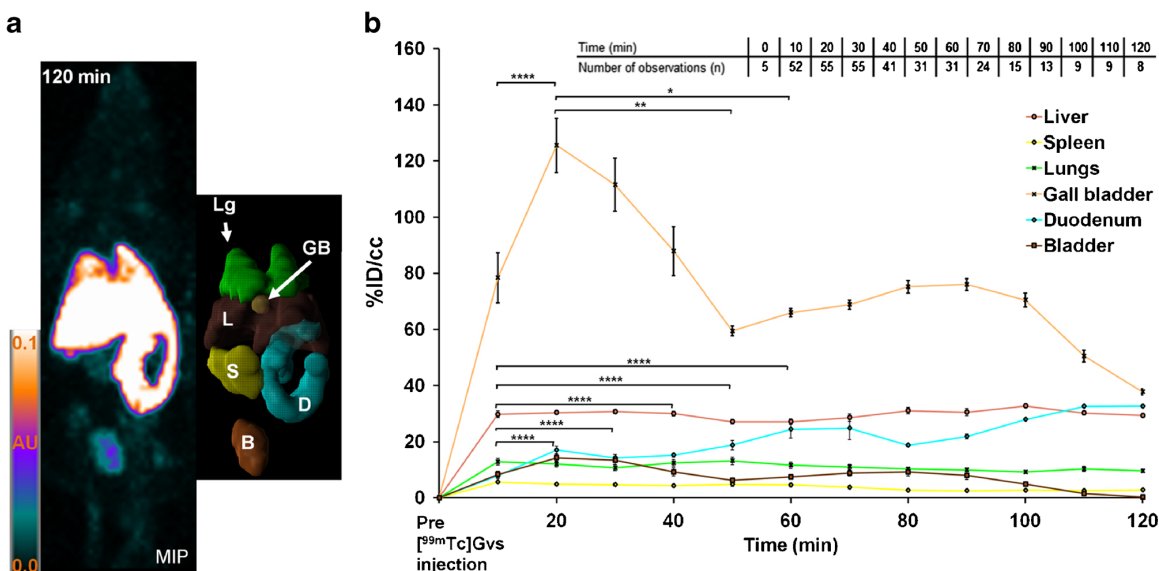 a
120 min
0.1
AU
0.0
MIP
Lg
GB
L
S
D
B
b
Time (min) 0 10 20 30 40 50 60 70 80 90 100 110 120
Number of observations (n) 5 52 55 55 41 31 31 24 15 13 9 9 8
%ID/cc
160
140
120
100
80
60
40
20
0
****
*
**
****
****
****
****
****
Liver
Spleen
Lungs
Gall bladder
Duodenum
Bladder
20 40 60 80 100 120
Pre
[⁹⁹ᵐTc]Gvs
injection
Time (min)